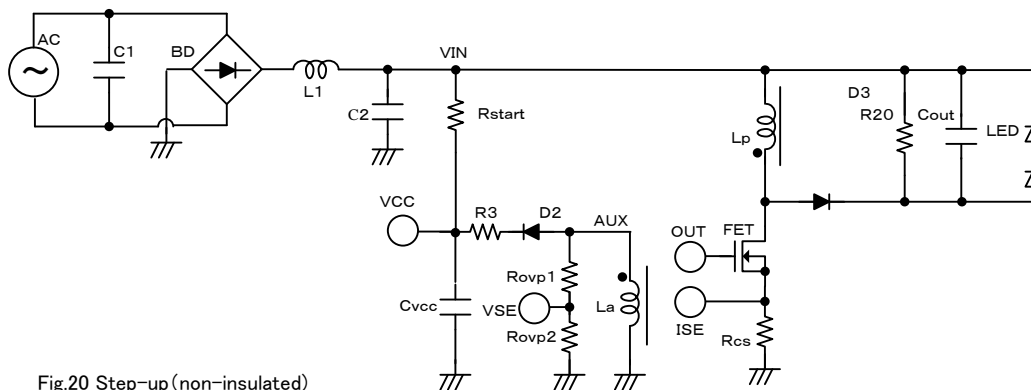 AC
C1
BD
L1
VIN
C2
Rstart
Lp
D3
R20
Cout
LED
VCC
R3
D2
AUX
OUT
FET
Rovp1
Cvcc
VSE
La
ISE
Rovp2
Rcs
Fig.20 Step-up(non-insulated)